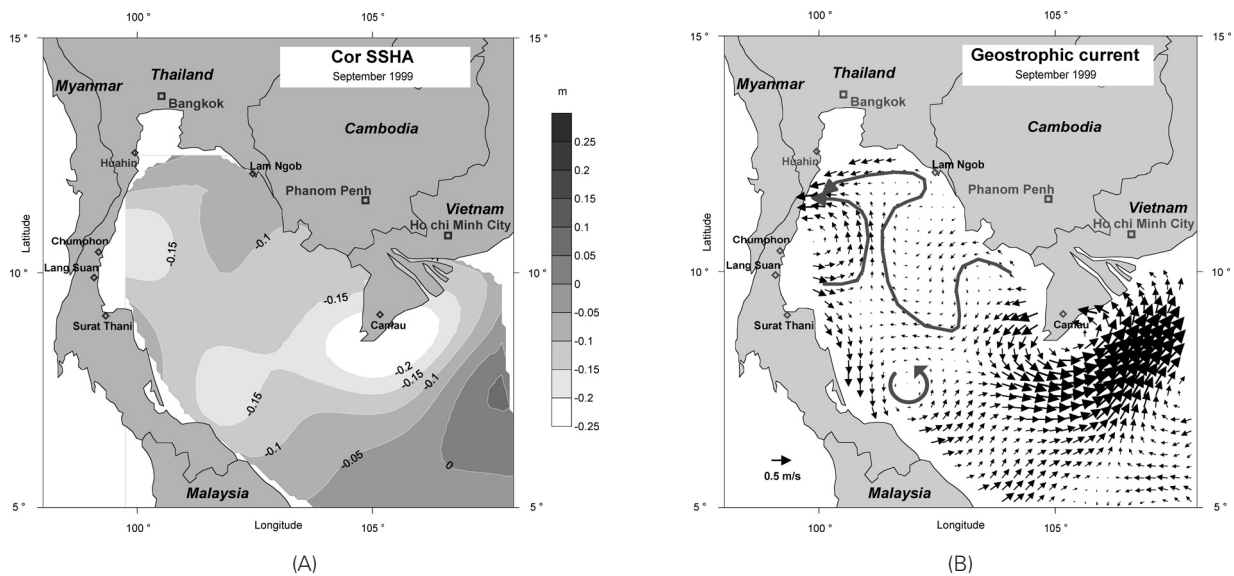 100 °
105 °
15 °
Cor SSHA
September 1999
Myanmar
Thailand
Bangkok
Cambodia
Huahin
Lam Ngob
Phanom Penh
Vietnam
Ho chi Minh City
Chumphon
Lang Suan
Surat Thani
Camau
Malaysia
Latitude
10 °
5 °
5 °
-0.15
-0.1
-0.15
-0.2
-0.15
-0.1
-0.15
-0.1
-0.05
0
100 °
Longitude
105 °
m
0.25
0.2
0.15
0.1
0.05
0
-0.05
-0.1
-0.15
-0.2
-0.25
(A)
100 °
105 °
15 °
15 °
Geostrophic current
September 1999
Myanmar
Thailand
Bangkok
Cambodia
Huahin
Lam Ngob
Phanom Penh
Vietnam
Ho chi Minh City
Chumphon
Lang Suan
Surat Thani
Camau
Malaysia
Latitude
10 °
10 °
5 °
5 °
0.5 m/s
100 °
Longitude
105 °
(B)